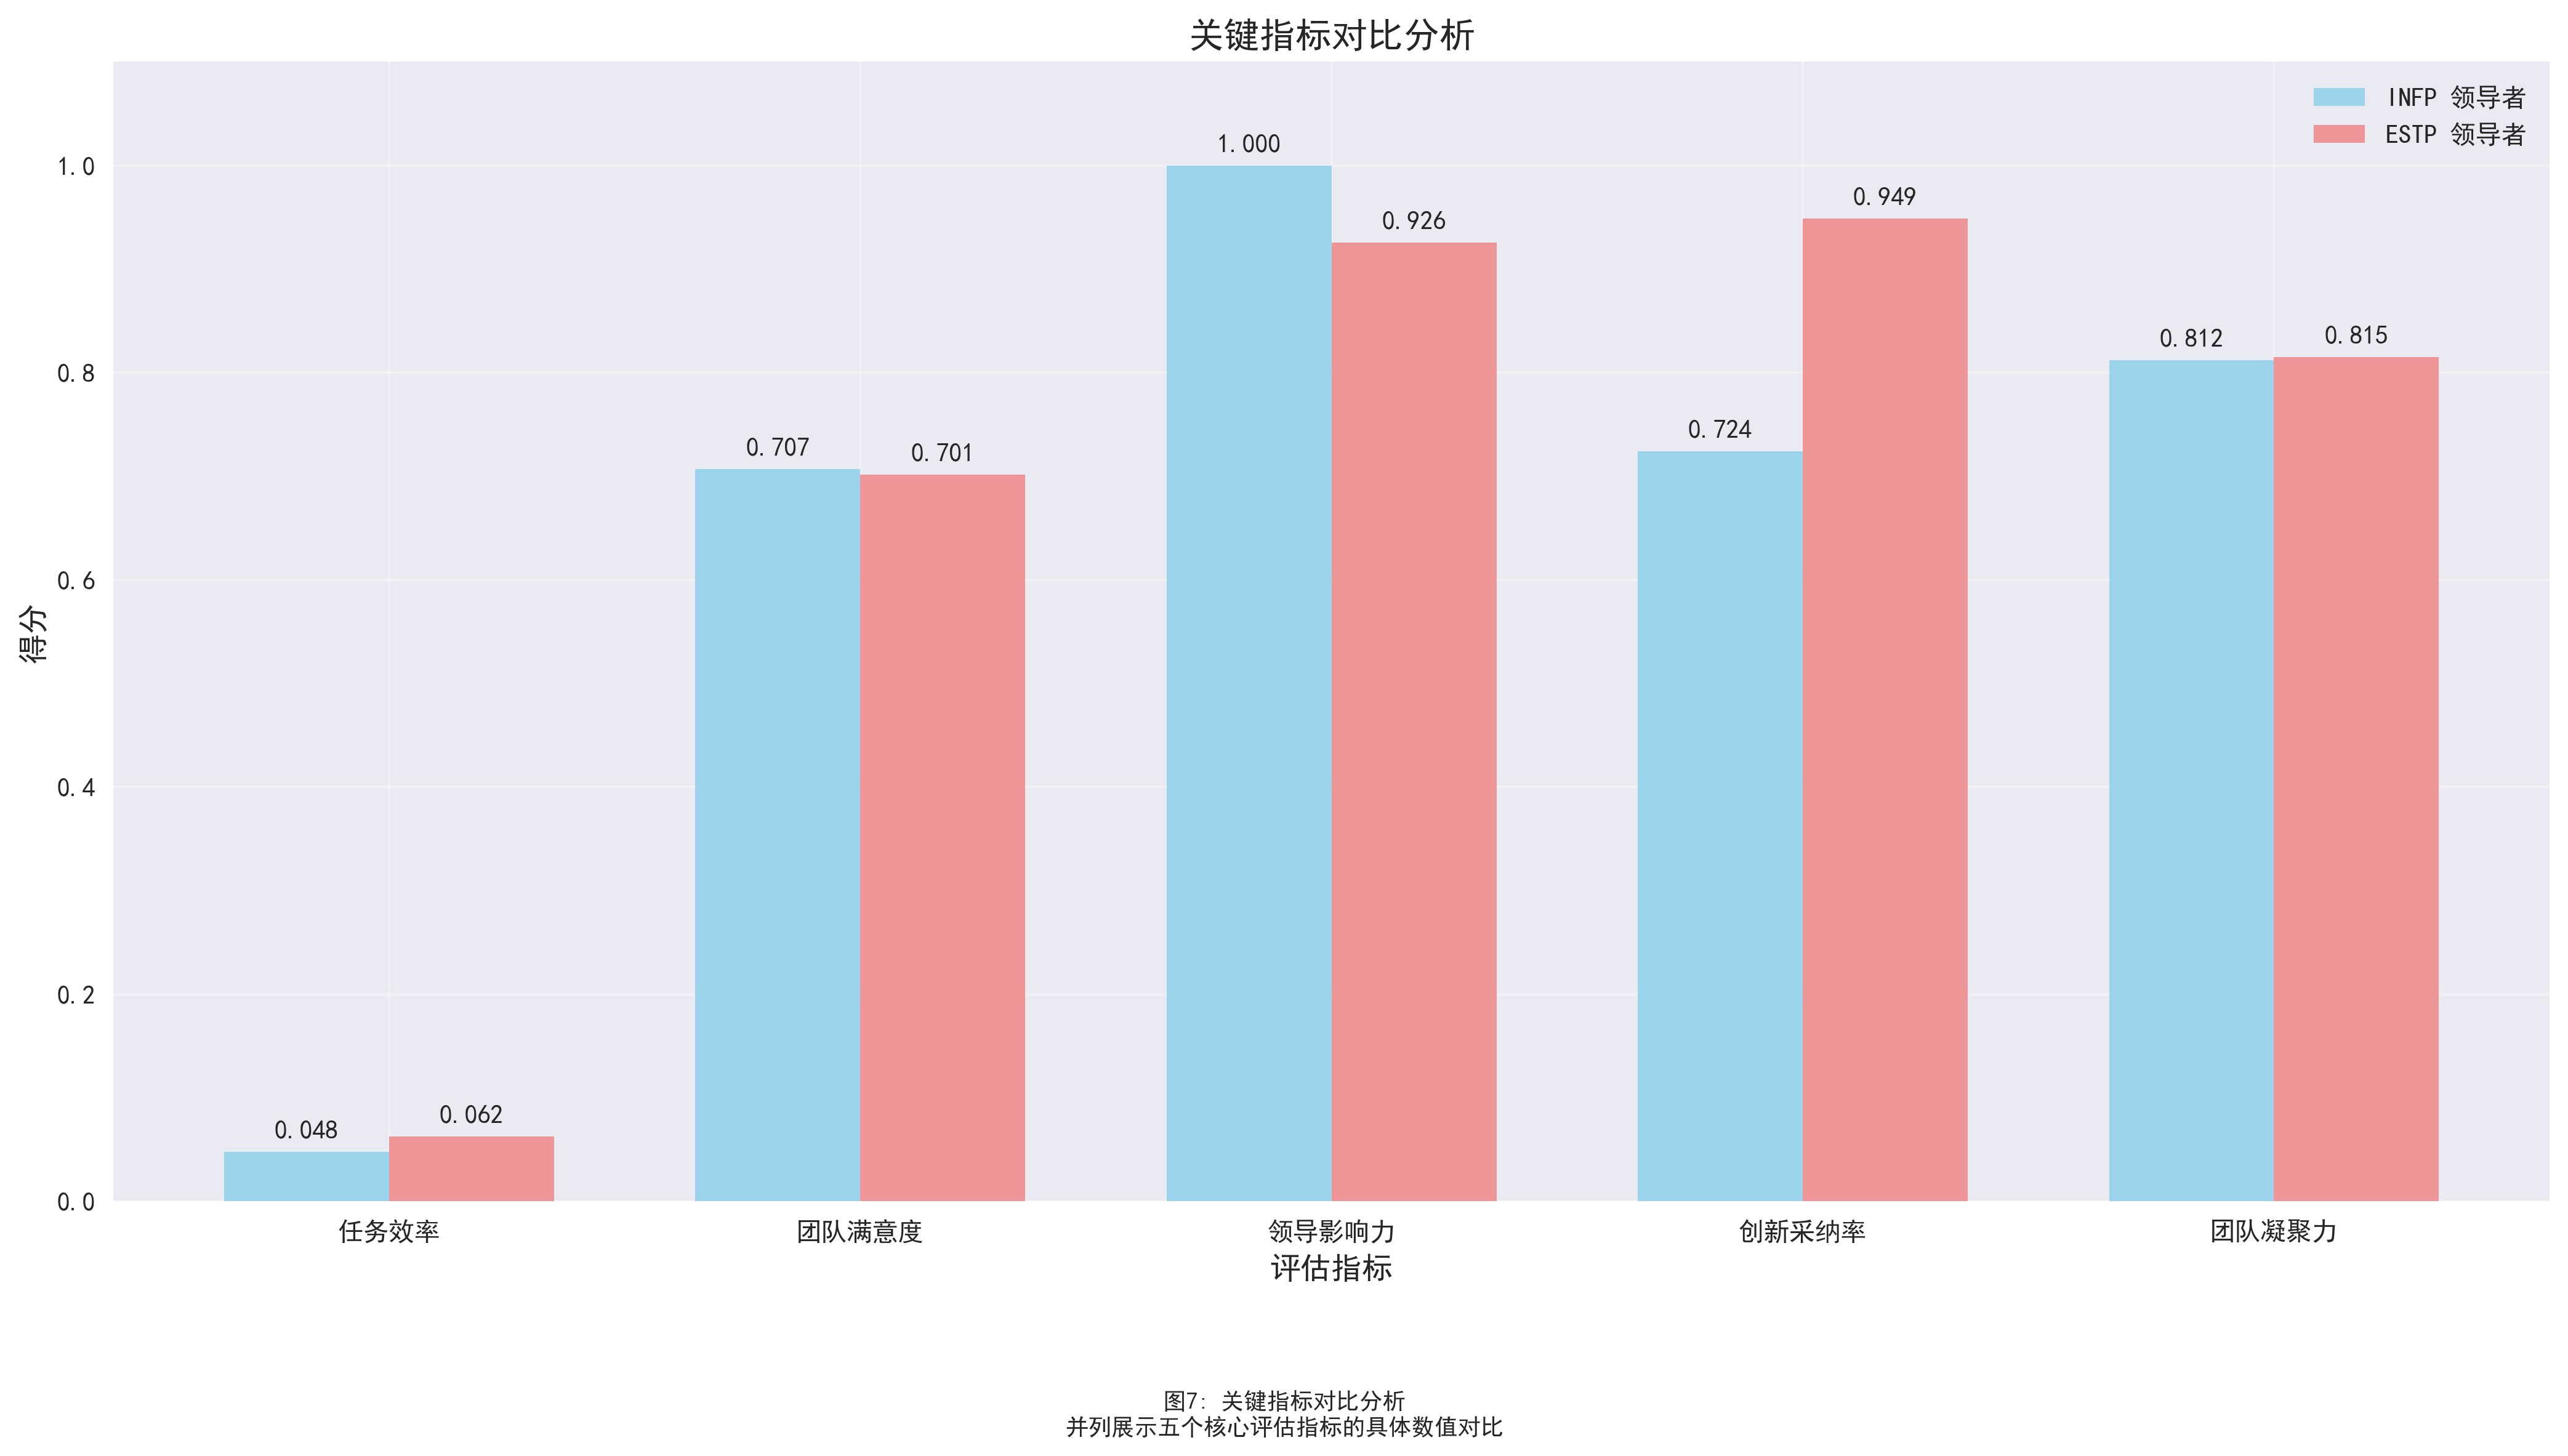 关键指标对比分析
INFP 领导者
ESTP 领导者
得分
1.0
0.8
0.6
0.4
0.2
0.0
0.048
0.062
0.707
0.701
1.000
0.926
0.724
0.949
0.812
0.815
任务效率
团队满意度
领导影响力
创新采纳率
团队凝聚力
评估指标
图7: 关键指标对比分析
并列展示五个核心评估指标的具体数值对比